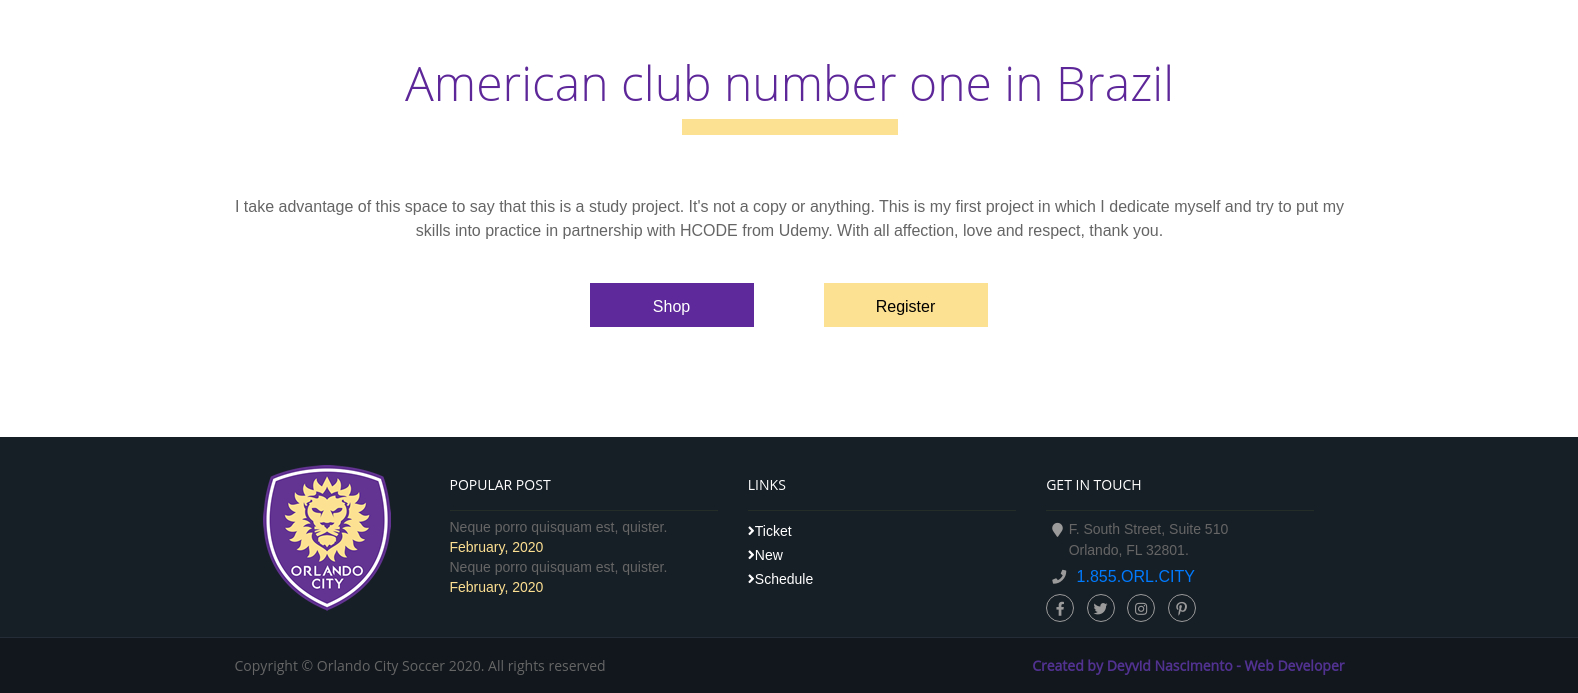 American club number one in Brazil
I take advantage of this space to say that this is a study project. It's not a copy or anything. This is my first project in which I dedicate myself and try to put my
skills into practice in partnership with HCODE from Udemy. With all affection, love and respect, thank you.
Shop
Register
ORLANDO
CITY
POPULAR POST
Neque porro quisquam est, quister.
February, 2020
Neque porro quisquam est, quister.
February, 2020
LINKS
Ticket
New
Schedule
GET IN TOUCH
F. South Street, Suite 510
Orlando, FL 32801.
1.855.ORL.CITY
Copyright © Orlando City Soccer 2020. All rights reserved
Created by Deyvid Nascimento - Web Developer